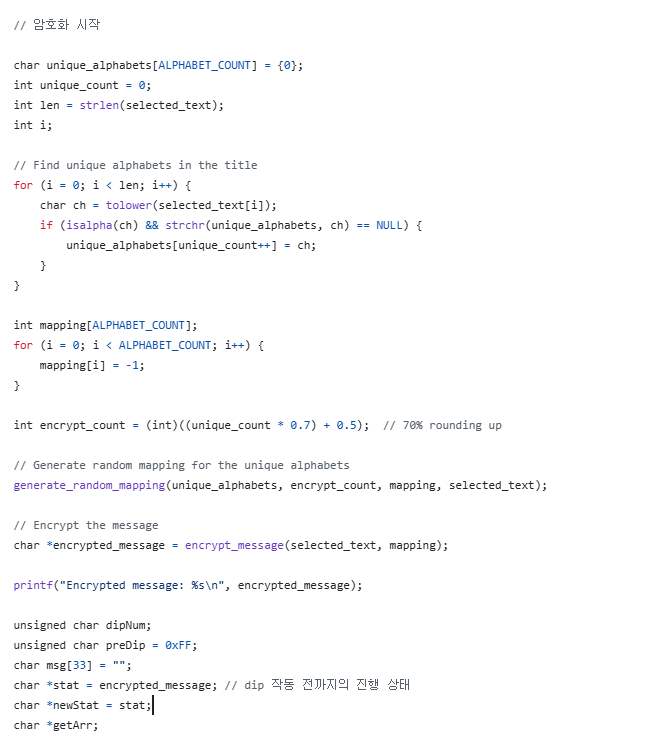 // 암호화 시작
char unique_alphabets[ALPHABET_COUNT] = {0};
int unique_count = 0;
int len = strlen(selected_text);
int i;
// Find unique alphabets in the title
for (i = 0; i < len; i++) {
    char ch = tolower(selected_text[i]);
    if (isalpha(ch) && strchr(unique_alphabets, ch) == NULL) {
        unique_alphabets[unique_count++] = ch;
    }
}
int mapping[ALPHABET_COUNT];
for (i = 0; i < ALPHABET_COUNT; i++) {
    mapping[i] = -1;
}
int encrypt_count = (int)((unique_count * 0.7) + 0.5);  // 70% rounding up
// Generate random mapping for the unique alphabets
generate_random_mapping(unique_alphabets, encrypt_count, mapping, selected_text);
// Encrypt the message
char *encrypted_message = encrypt_message(selected_text, mapping);
printf("Encrypted message: %s\n", encrypted_message);
unsigned char dipNum;
unsigned char preDip = 0xFF;
char msg[33] = "";
char *stat = encrypted_message; // dip 작동 전까지의 진행 상태
char *newStat = stat;
char *getArr;